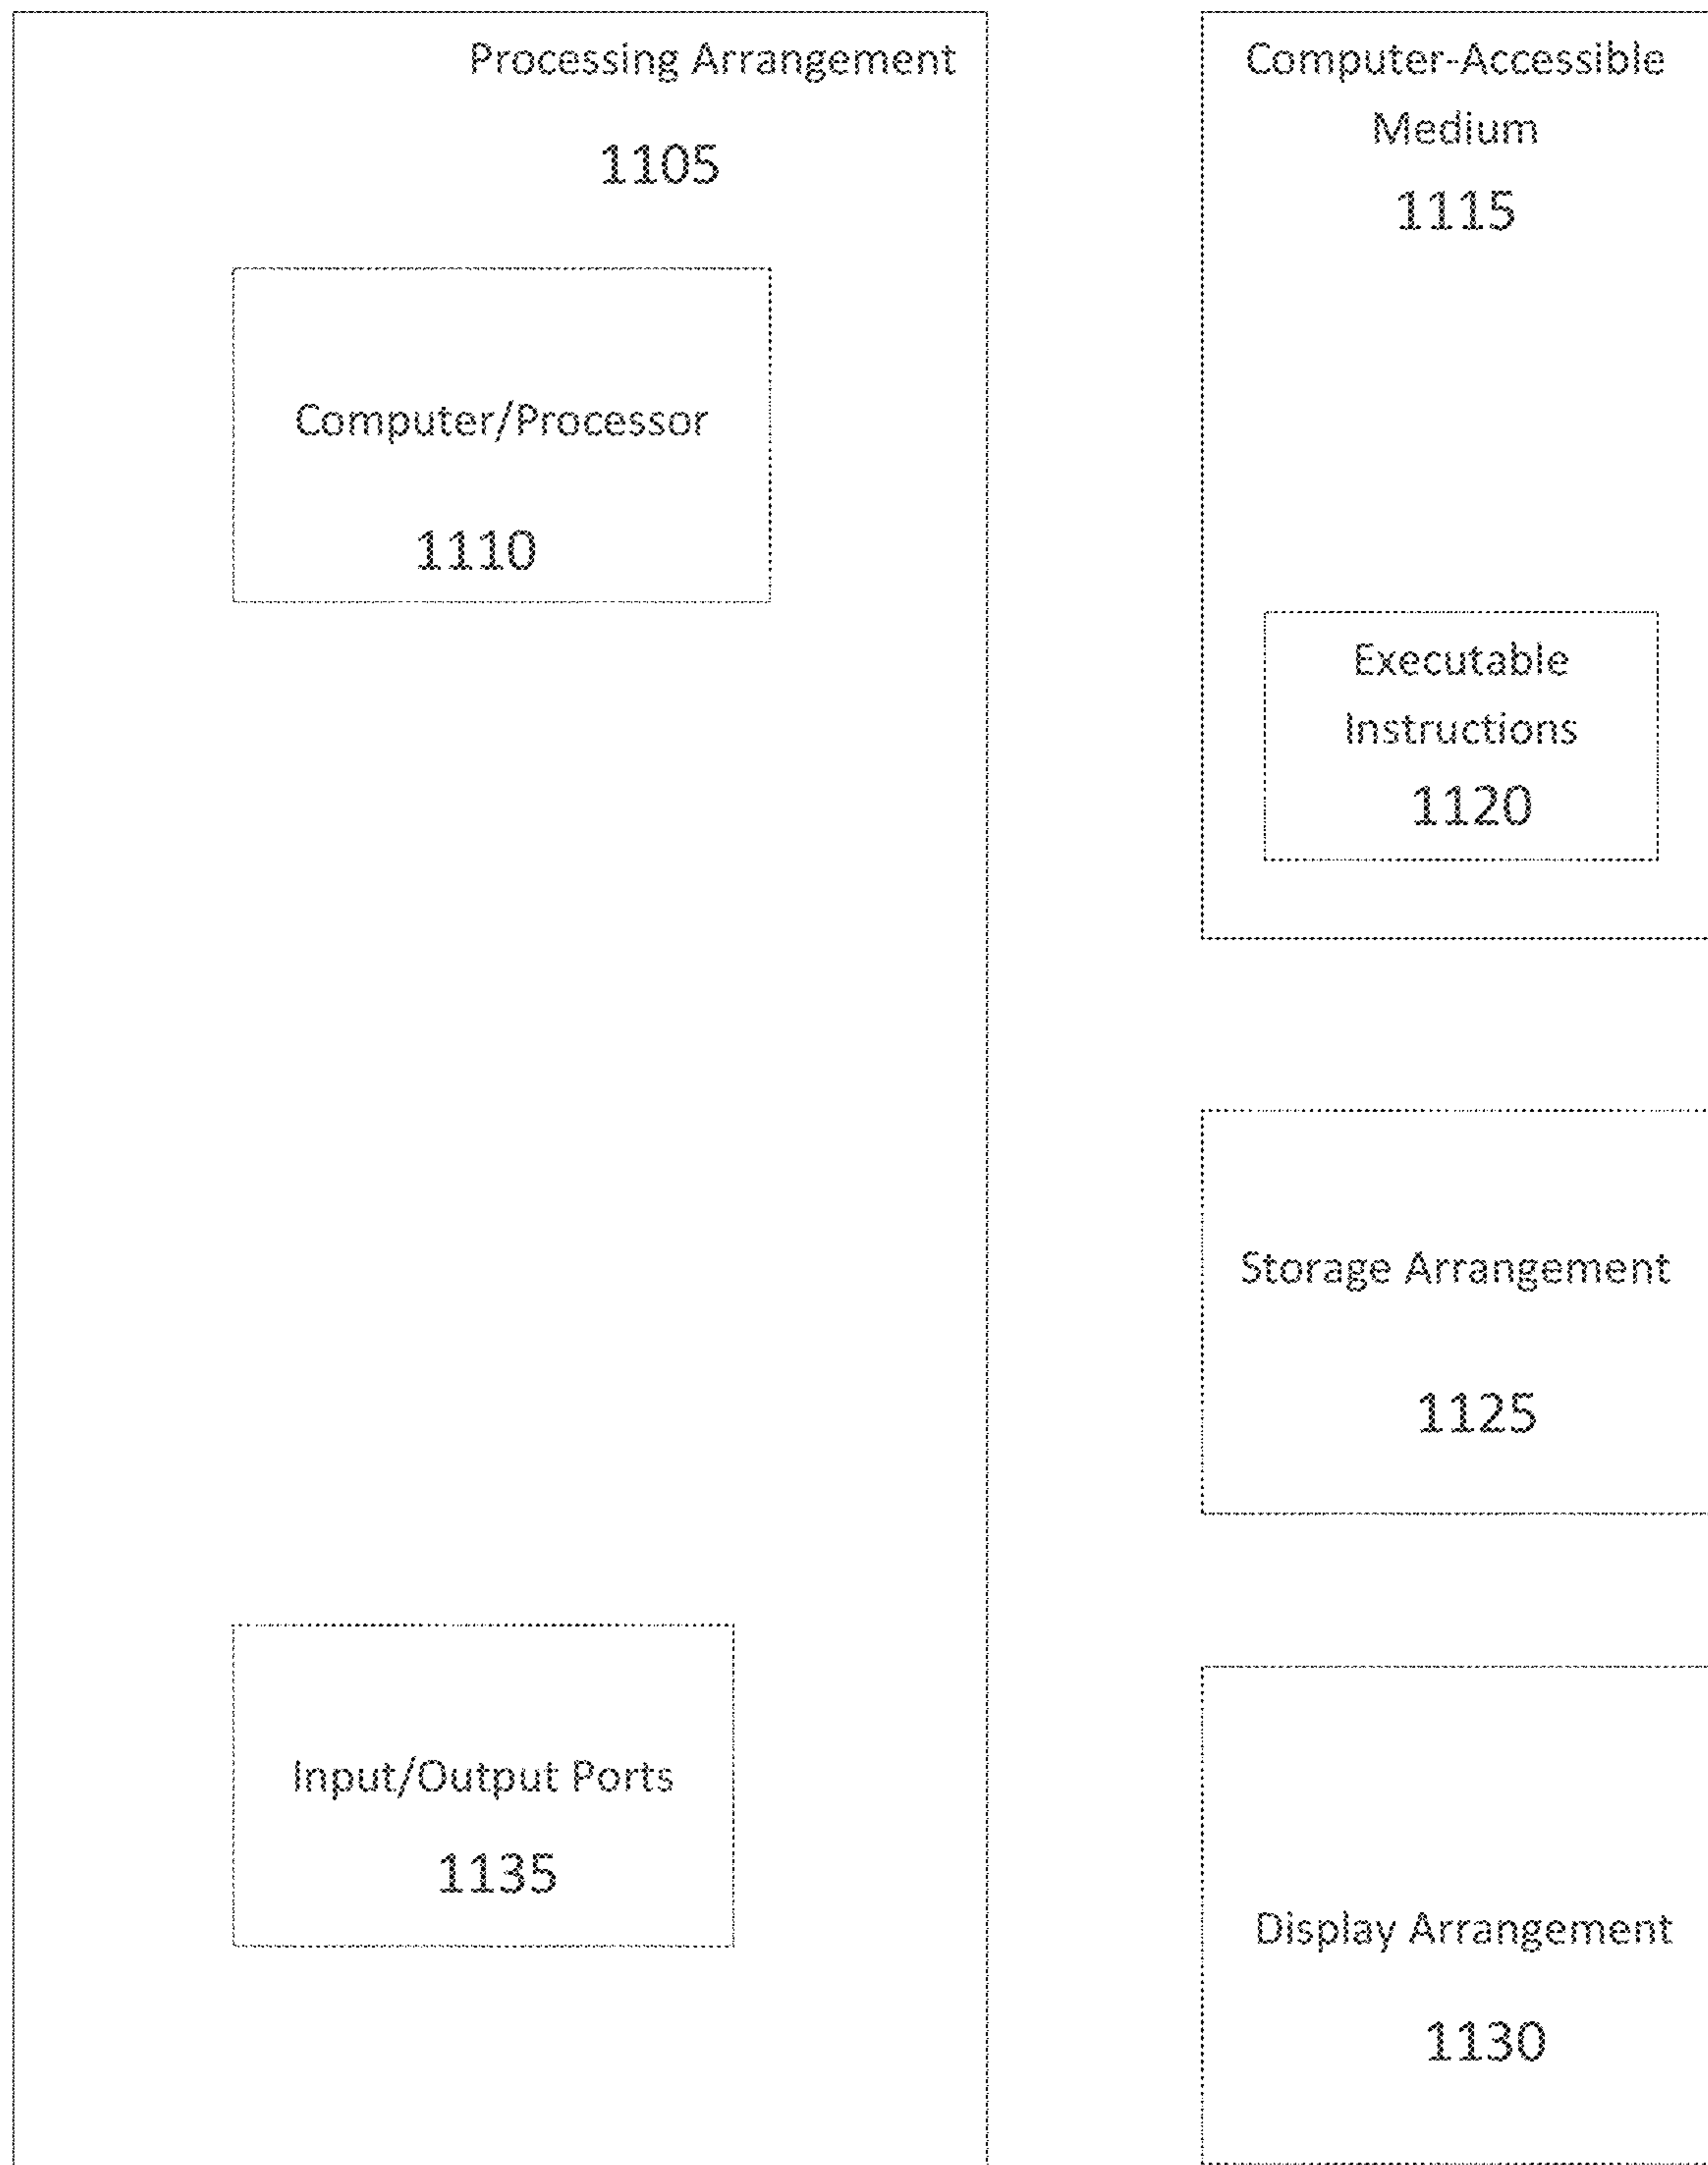 Processing Arrangement
1105
Computer/Processor
1110
Input/Output Ports
1135
Computer-Accessible
Medium
1115
Executable
Instructions
1120
Storage Arrangement
1125
Display Arrangement
1130